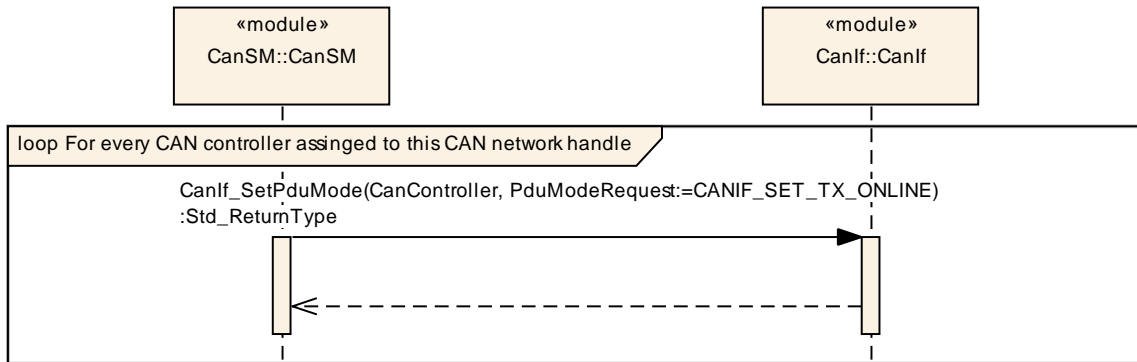 «module»
CanSM::CanSM
«module»
CanIf::CanIf
loop For every CAN controller assinged to this CAN network handle
CanIf_SetPduMode(CanController, PduModeRequest:=CANIF_SET_TX_ONLINE)
:Std_ReturnType